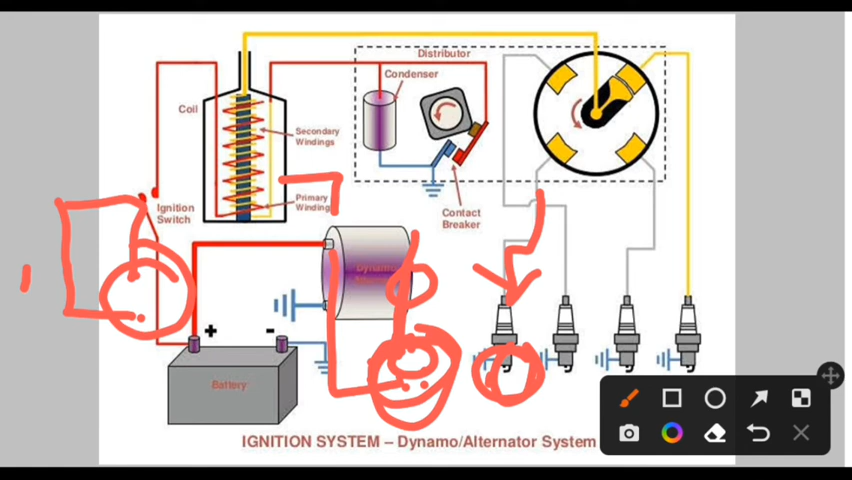 Distributor
Condenser
Coil
Secondary
Windings
Ignition
Switch
Primary
Winding
Contact
Breaker
+
-
Battery
IGNITION SYSTEM – Dynamo/Alternator System